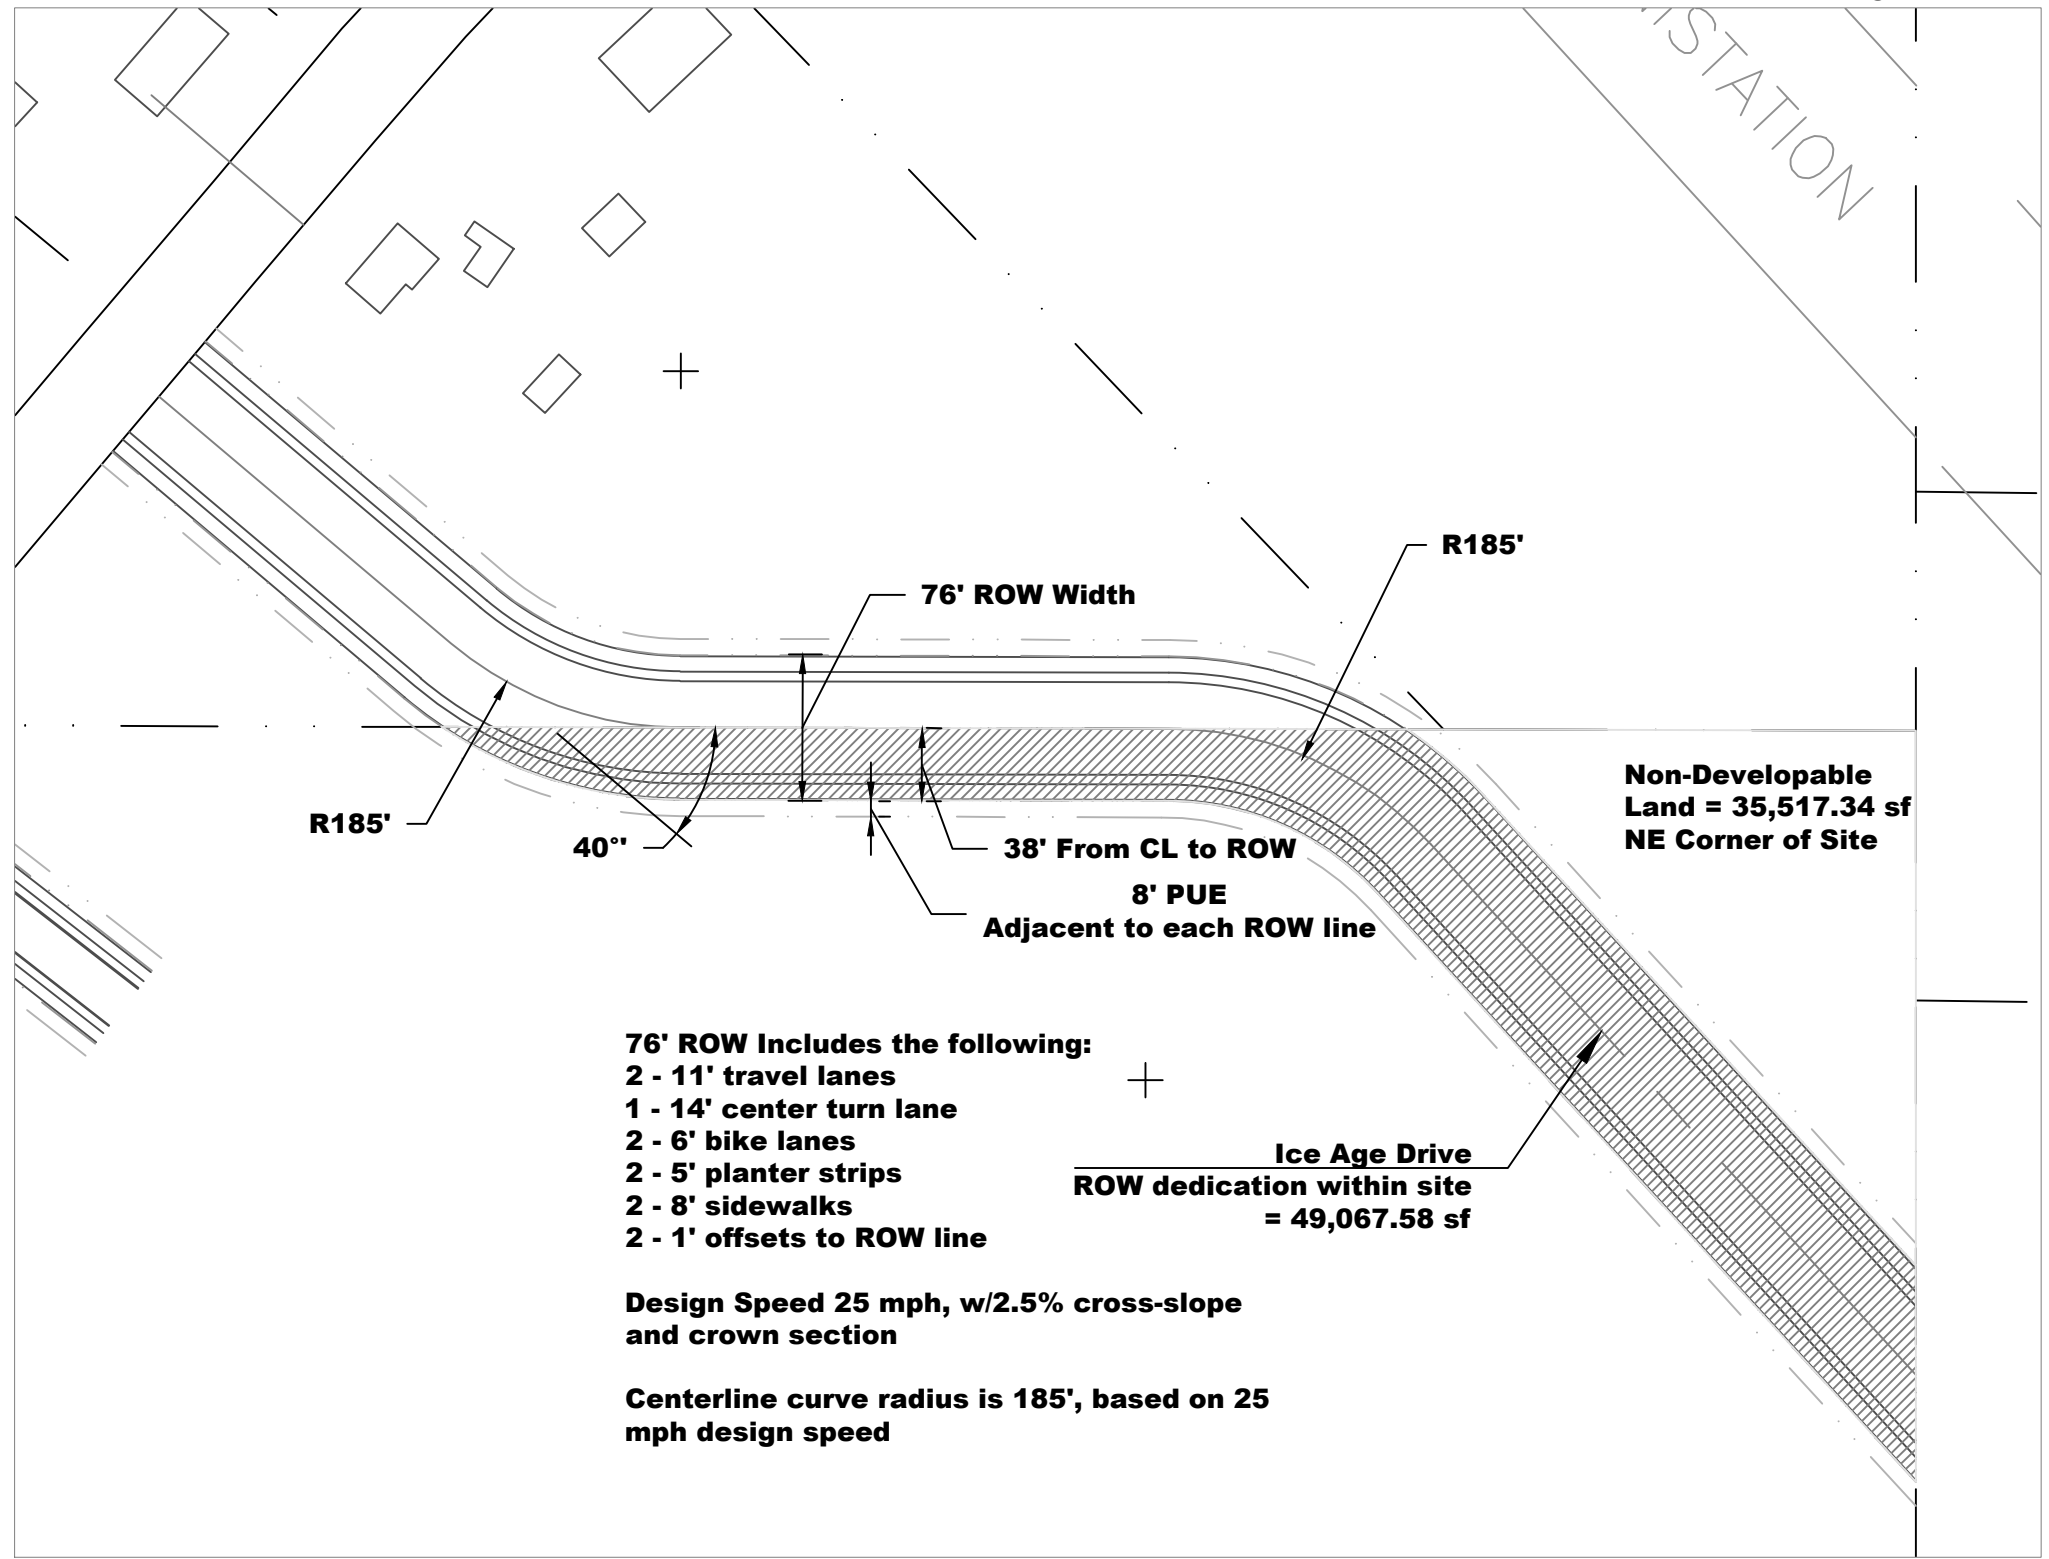 76' ROW Width
R185'
Non-Developable
Land = 35,517.34 sf
NE Corner of Site
R185'
40°'
38' From CL to ROW
8' PUE
Adjacent to each ROW line
76' ROW Includes the following:
2 - 11' travel lanes
1 - 14' center turn lane
2 - 6' bike lanes
2 - 5' planter strips
2 - 8' sidewalks
2 - 1' offsets to ROW line
Ice Age Drive
ROW dedication within site
= 49,067.58 sf
Design Speed 25 mph, w/2.5% cross-slope
and crown section
Centerline curve radius is 185', based on 25
mph design speed